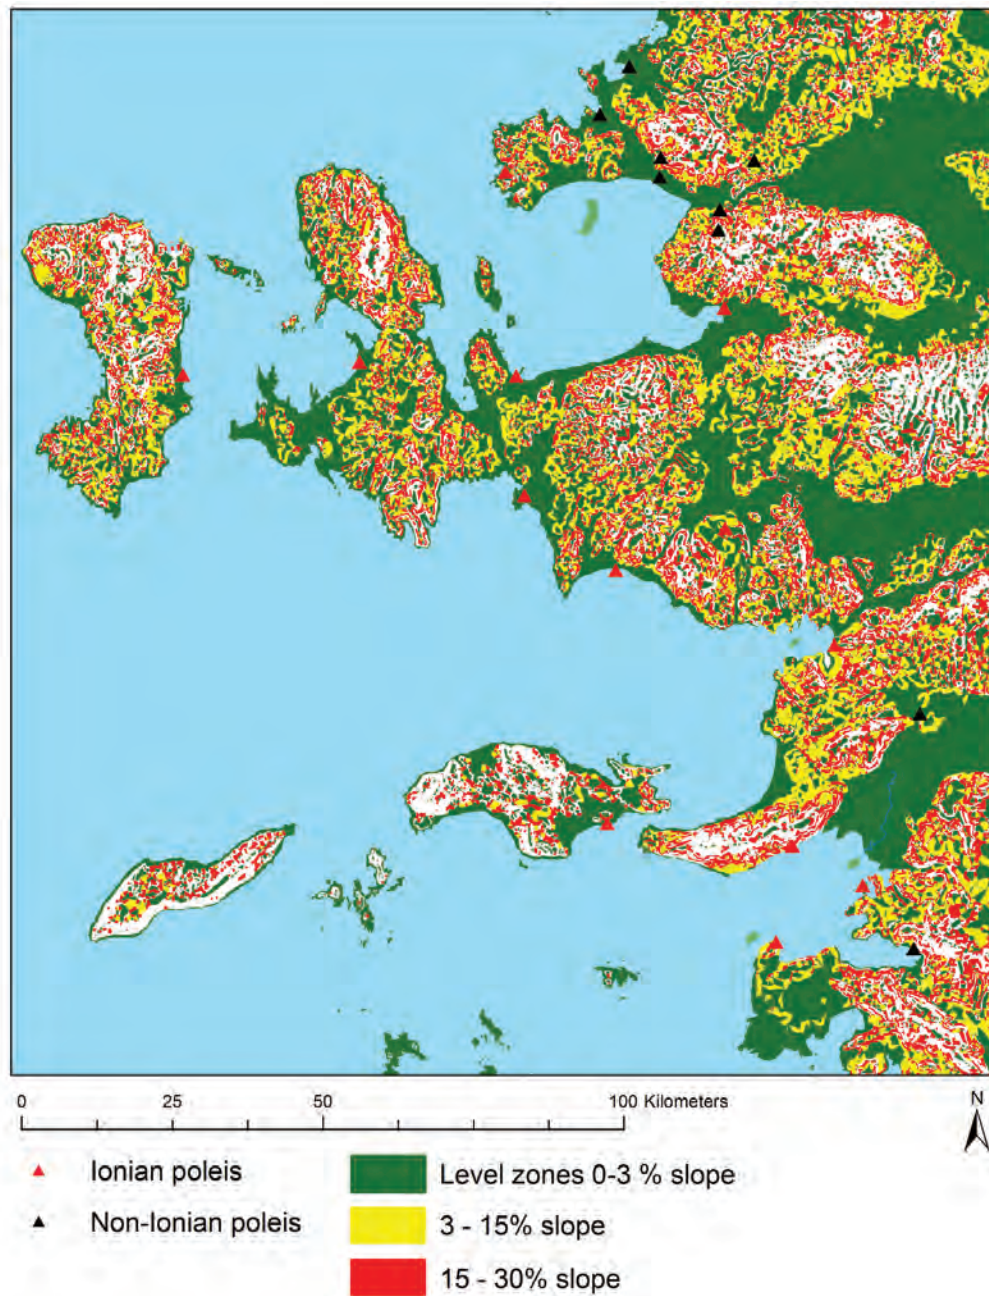 0 25 50 100 Kilometers
N
Ionian poleis
Level zones 0-3 % slope
Non-Ionian poleis
3 - 15% slope
15 - 30% slope